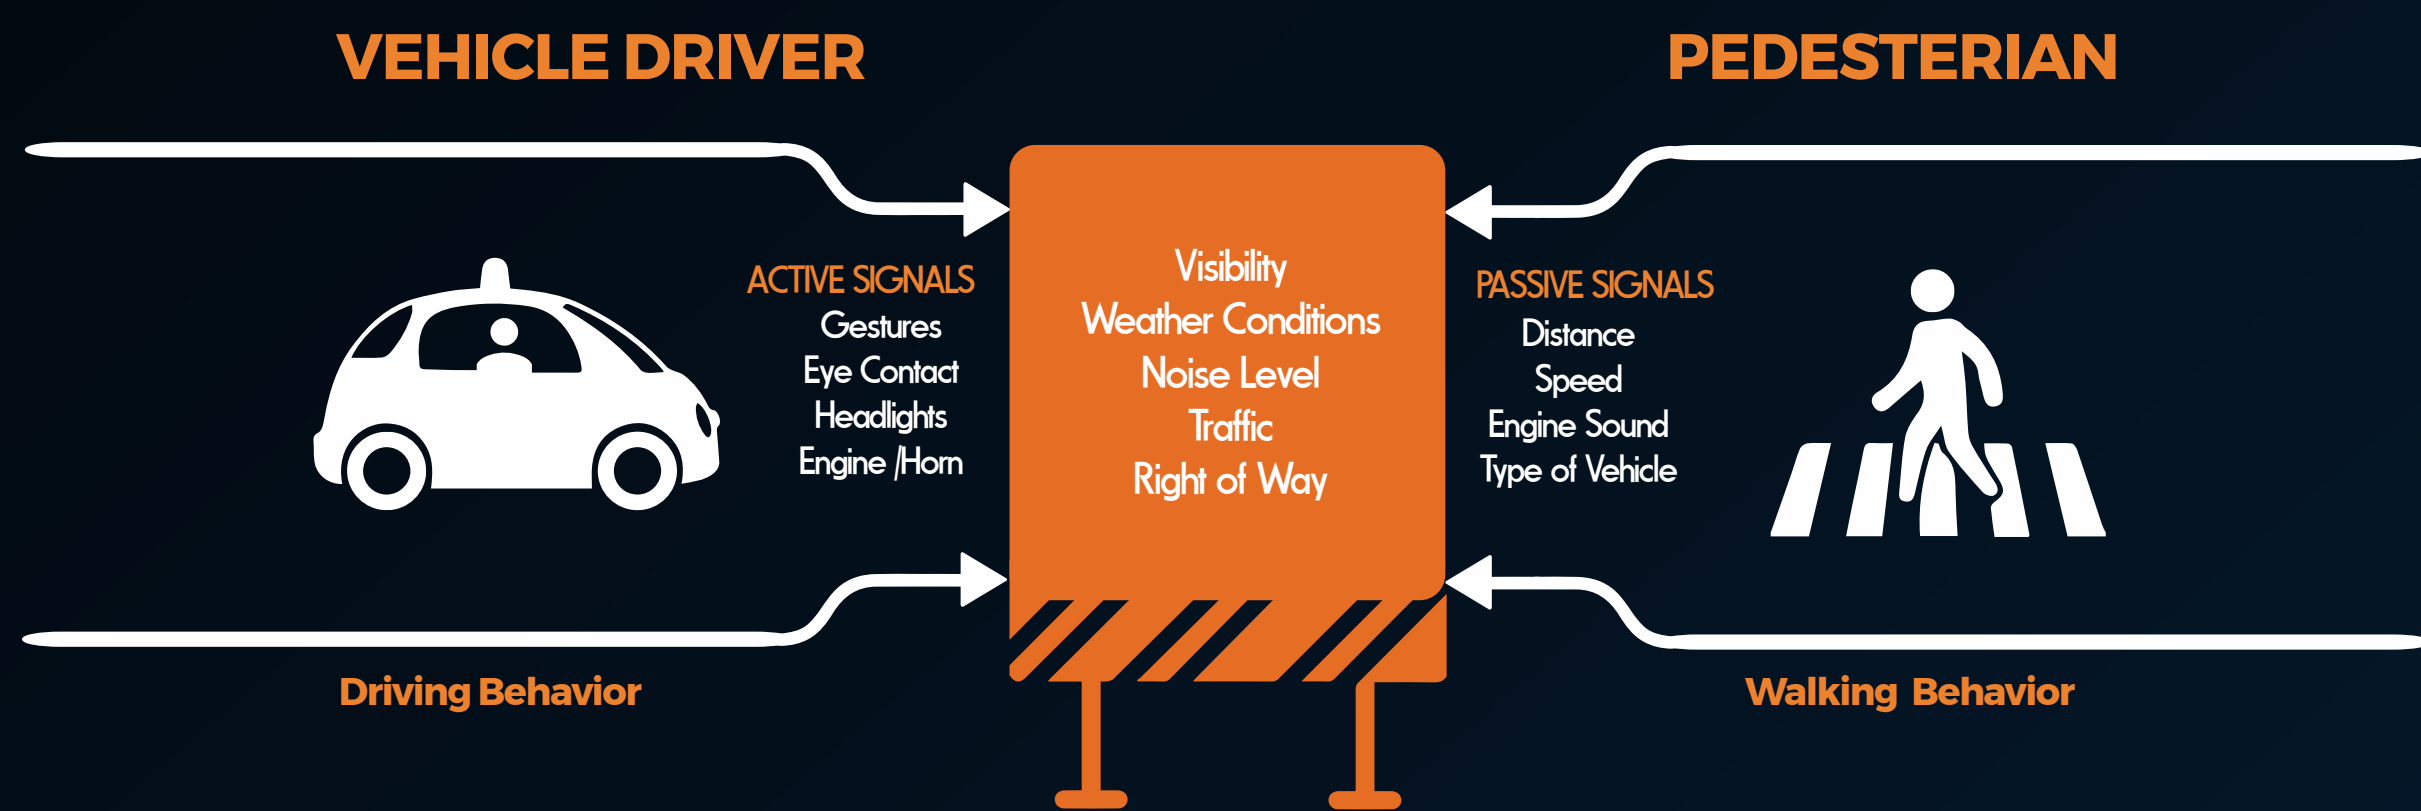 VEHICLE DRIVER
PEDESTERIAN
ACTIVE SIGNALS
Gestures
Eye Contact
Headlights
Engine /Horn
Visibility
Weather Conditions
Noise Level
Traffic
Right of Way
PASSIVE SIGNALS
Distance
Speed
Engine Sound
Type of Vehicle
Driving Behavior
Walking Behavior